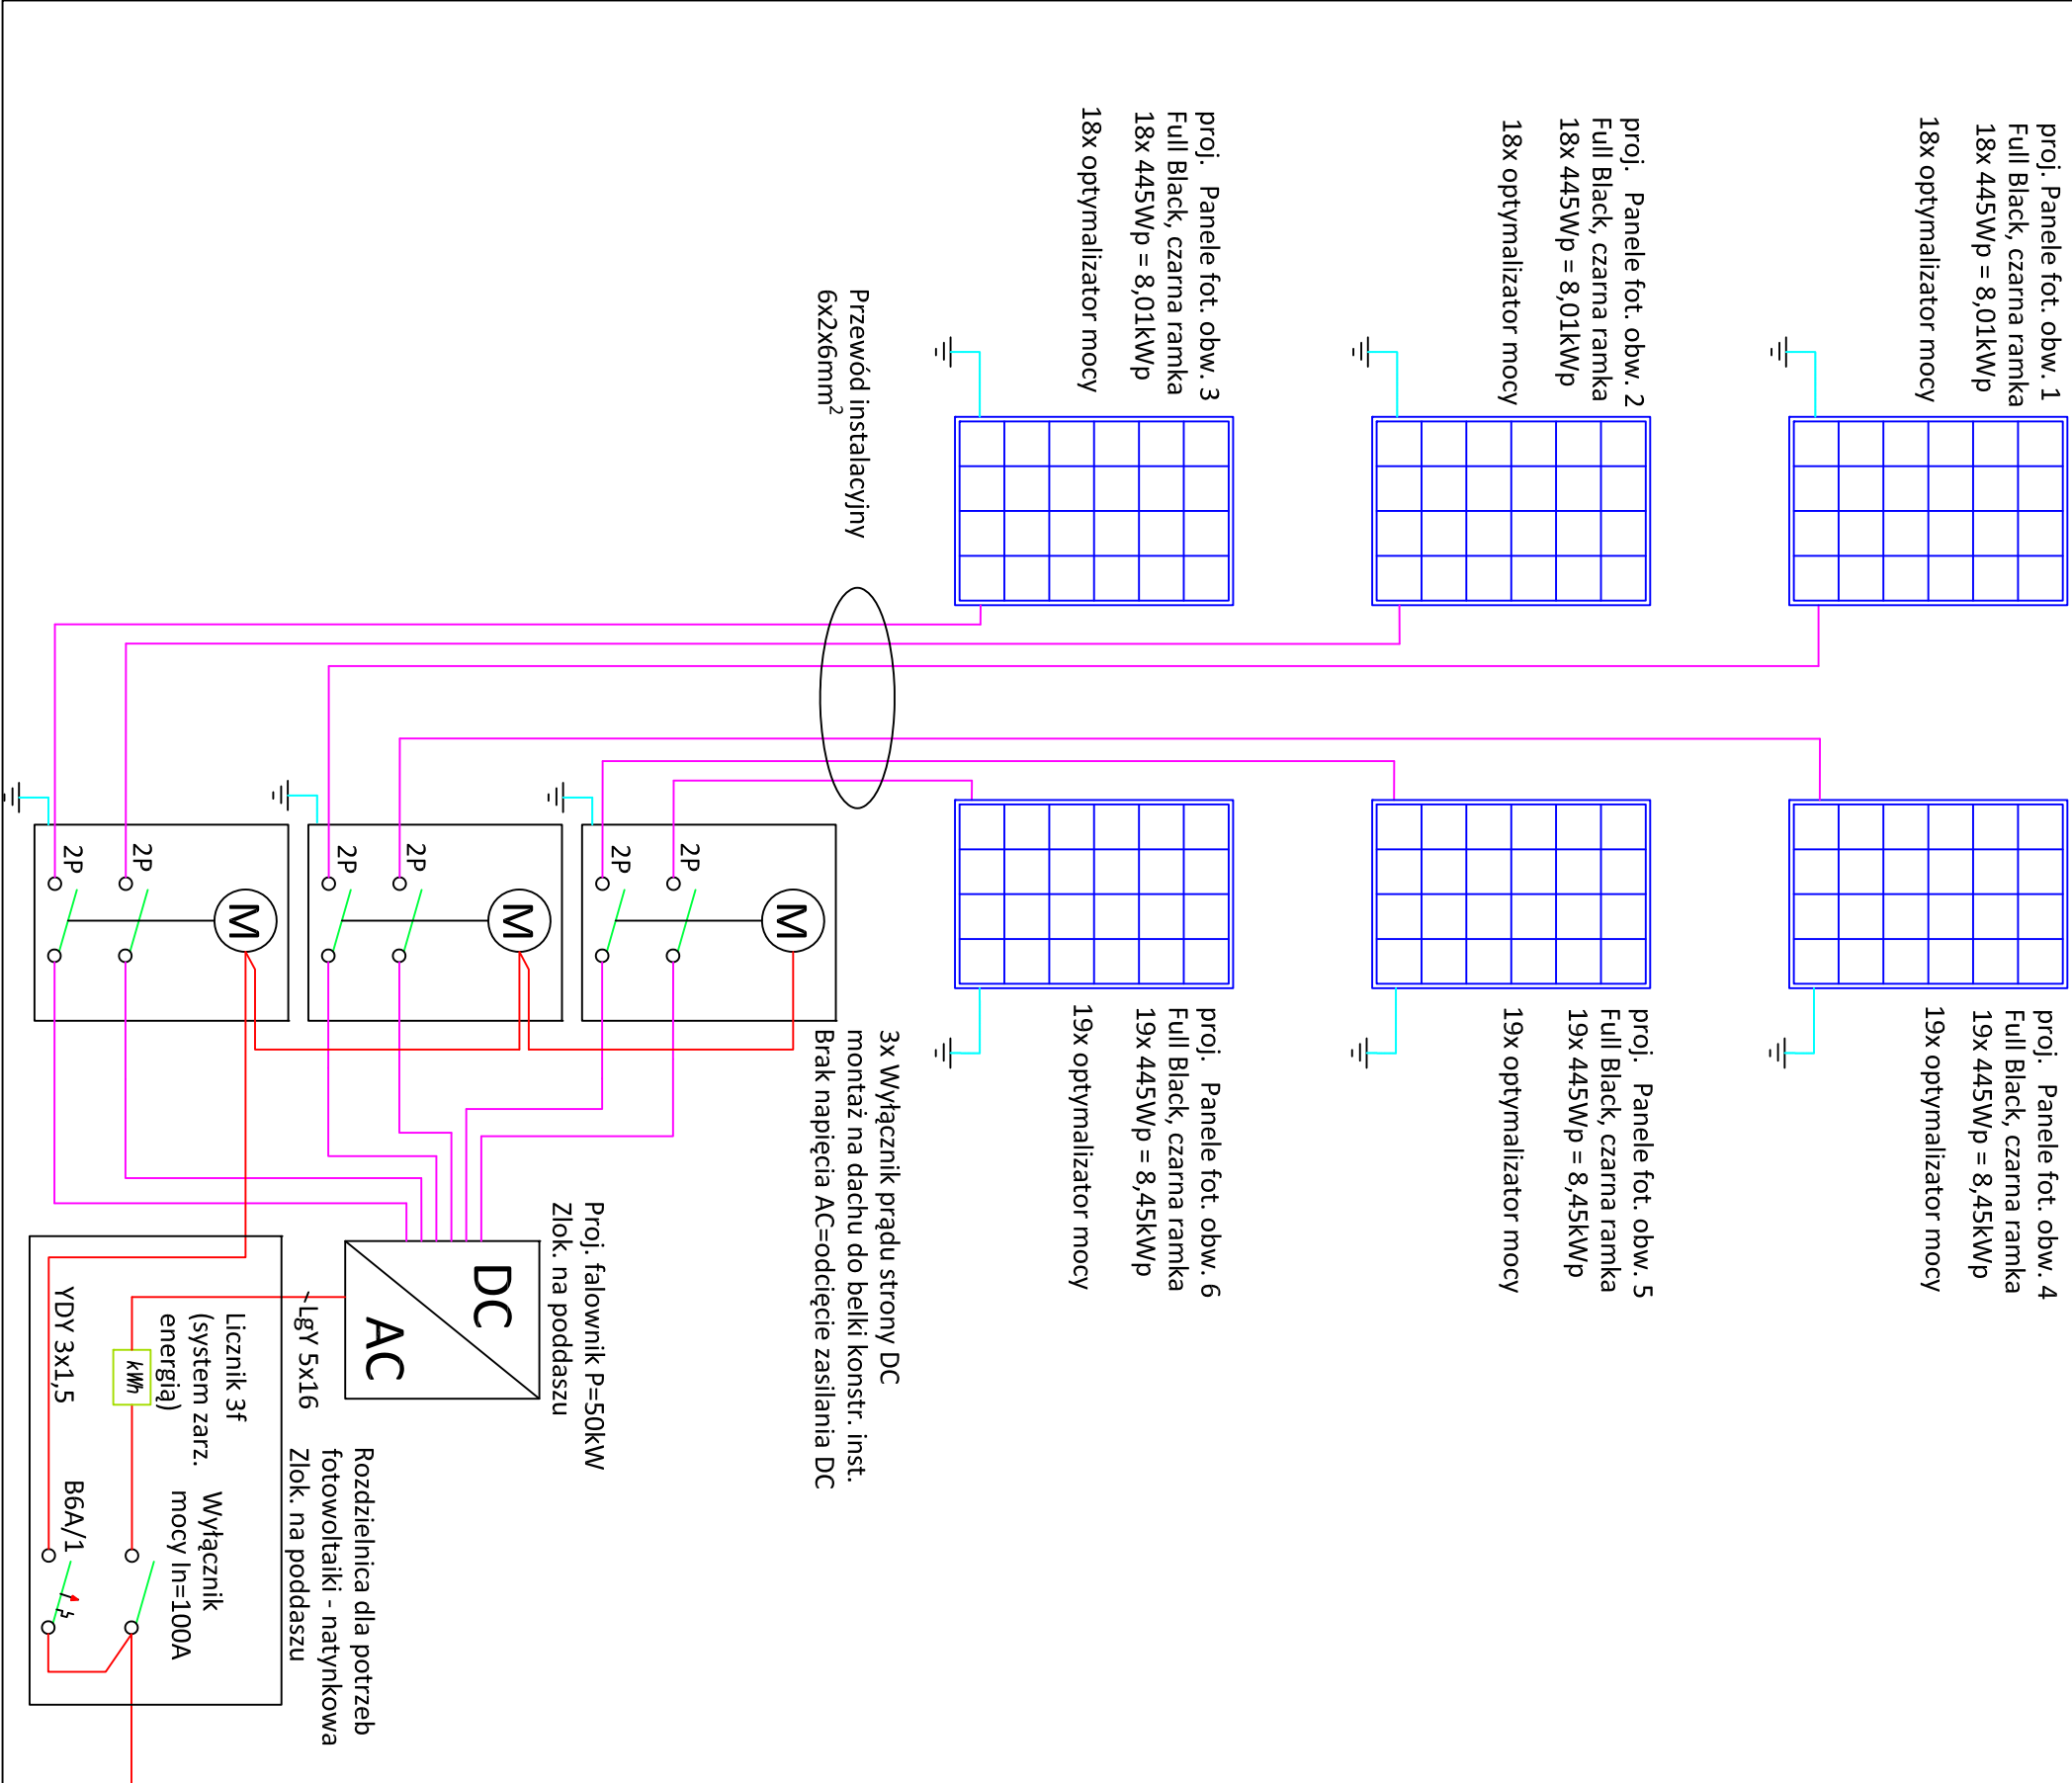 proj. Panele fot. obw. 1
Full Black, czarna ramka
18x 445Wp = 8,01kWp
18x optymalizator mocy
proj. Panele fot. obw. 4
Full Black, czarna ramka
19x 445Wp = 8,45kWp
19x optymalizator mocy
proj. Panele fot. obw. 2
Full Black, czarna ramka
18x 445Wp = 8,01kWp
18x optymalizator mocy
proj. Panele fot. obw. 5
Full Black, czarna ramka
19x 445Wp = 8,45kWp
19x optymalizator mocy
proj. Panele fot. obw. 3
Full Black, czarna ramka
18x 445Wp = 8,01kWp
18x optymalizator mocy
proj. Panele fot. obw. 6
Full Black, czarna ramka
19x 445Wp = 8,45kWp
19x optymalizator mocy
Przewód instalacyjny
6x2x6mm²
3x Wyłącznik prądu strony DC
montaż na dachu do belki konstr. inst.
Brak napięcia AC=odcięcie zasilania DC
M
2P
2P
M
2P
2P
M
2P
2P
Proj. falownik P=50kW
Zlok. na poddaszu
DC
AC
LgY 5x16
Rozdzielnica dla potrzeb
fotowoltaiki - natynkowa
Zlok. na poddaszu
Licznik 3f
(system zarz.
energią)
kWh
Wyłącznik
mocy In=100A
YDY 3x1,5
B6A/1